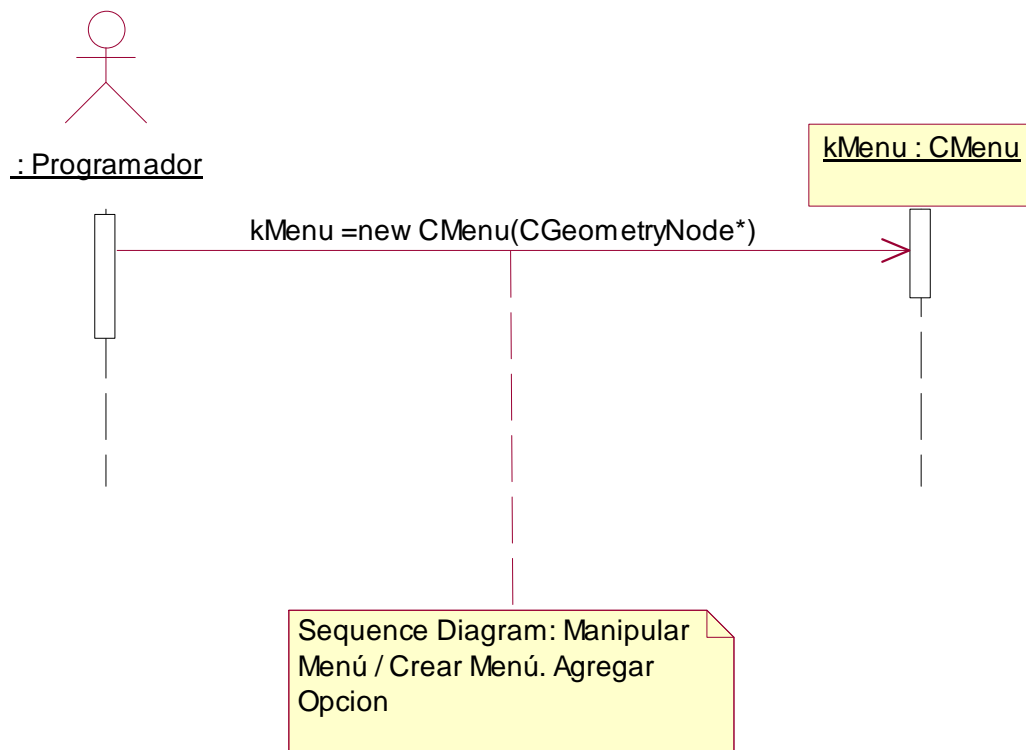 : Programador
kMenu : CMenu
kMenu =new CMenu(CGeometryNode*)
Sequence Diagram: Manipular
Menú / Crear Menú. Agregar
Opcion